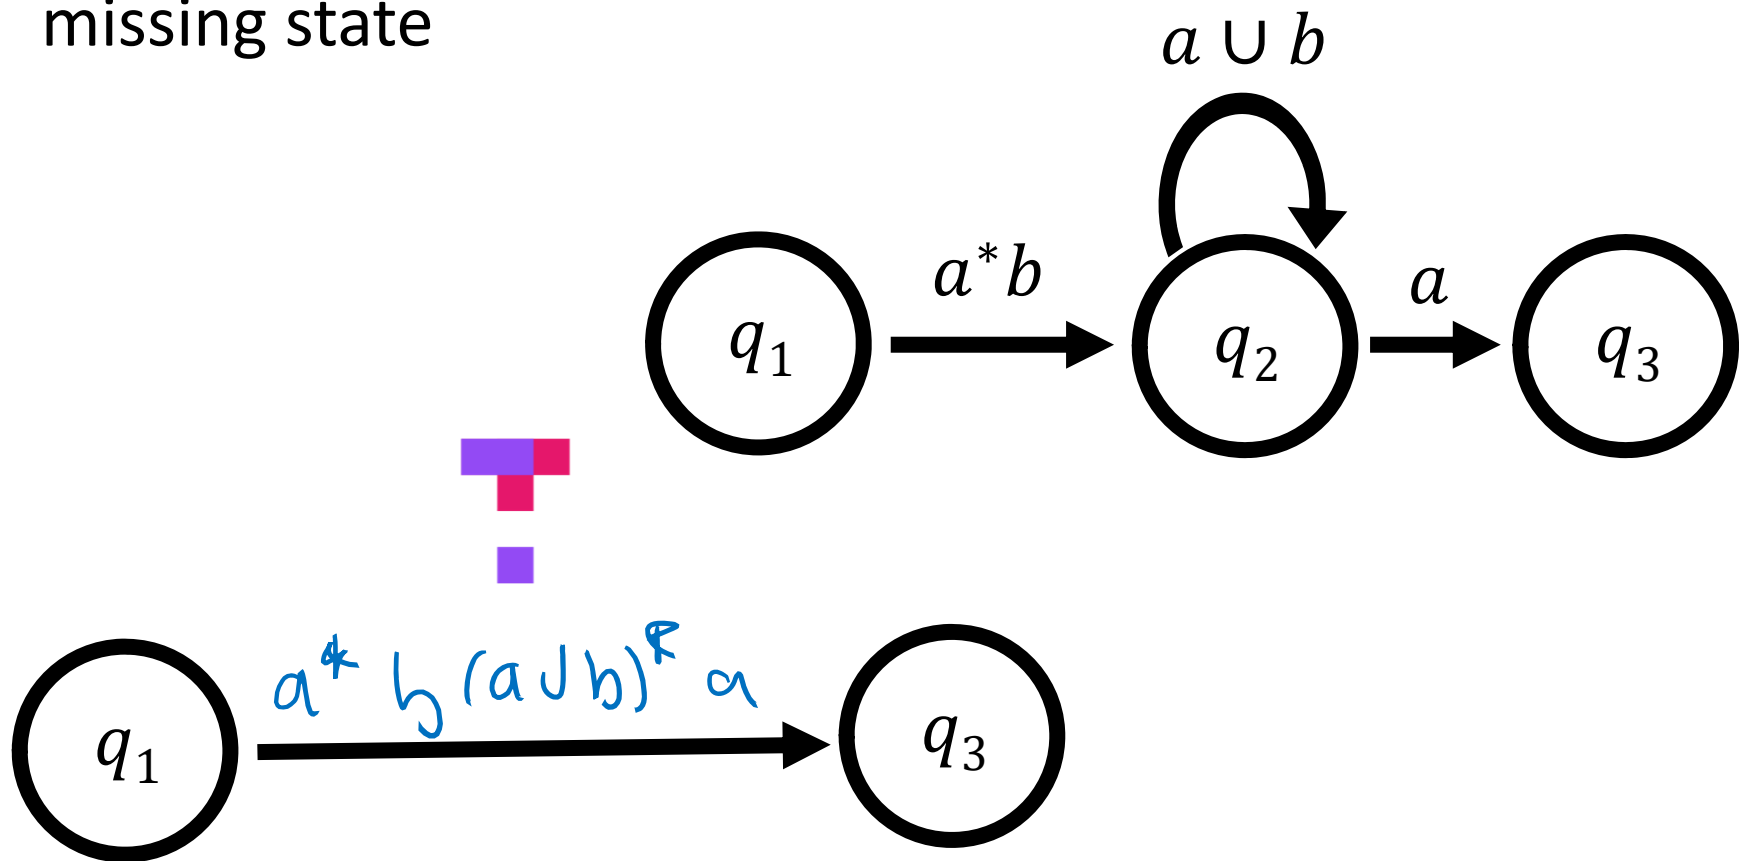 missing state
a ∪ b
a*b
a
q₁
q₂
q₃
a* b (a ∪ b)* a
q₁
q₃